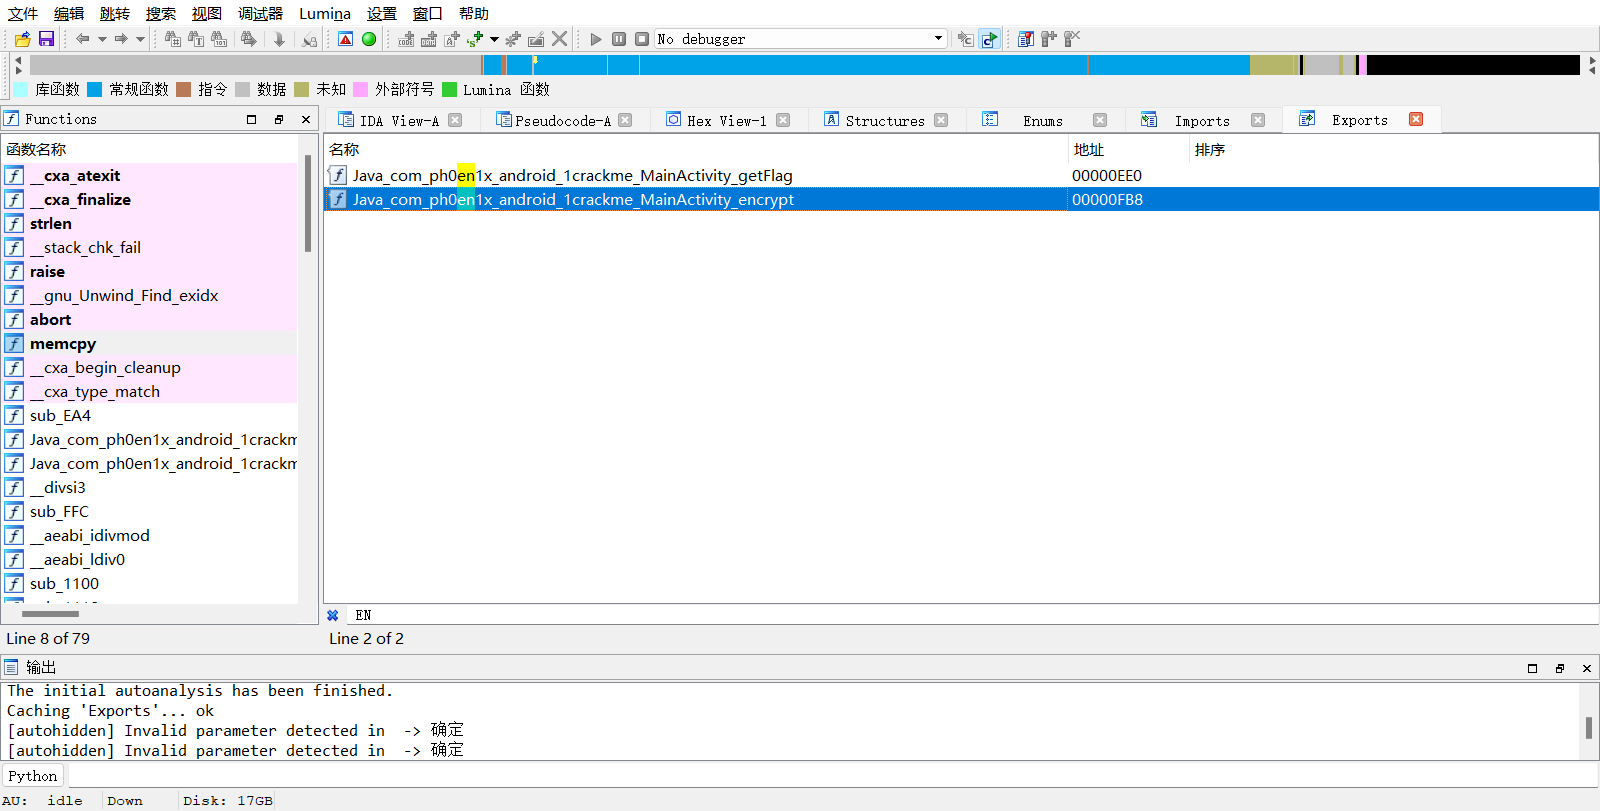 文件 编辑 跳转 搜索 视图 调试器 Lumina 设置 窗口 帮助
No debugger
库函数 常规函数 指令 数据 未知 外部符号 Lumina 函数
Functions
函数名称
__cxa_atexit
__cxa_finalize
strlen
__stack_chk_fail
raise
__gnu_Unwind_Find_exidx
abort
memcpy
__cxa_begin_cleanup
__cxa_type_match
sub_EA4
Java_com_ph0en1x_android_1crackm
Java_com_ph0en1x_android_1crackm
__divsi3
sub_FFC
__aeabi_idivmod
__aeabi_ldiv0
sub_1100
Line 8 of 79
IDA View-A Pseudocode-A Hex View-1 Structures Enums Imports Exports
名称 地址 排序
Java_com_ph0en1x_android_1crackme_MainActivity_getFlag 00000EE0
Java_com_ph0en1x_android_1crackme_MainActivity_encrypt 00000FB8
EN
Line 2 of 2
输出
The initial autoanalysis has been finished.
Caching 'Exports'... ok
[autohidden] Invalid parameter detected in -> 确定
[autohidden] Invalid parameter detected in -> 确定
Python
AU: idle Down Disk: 17GB